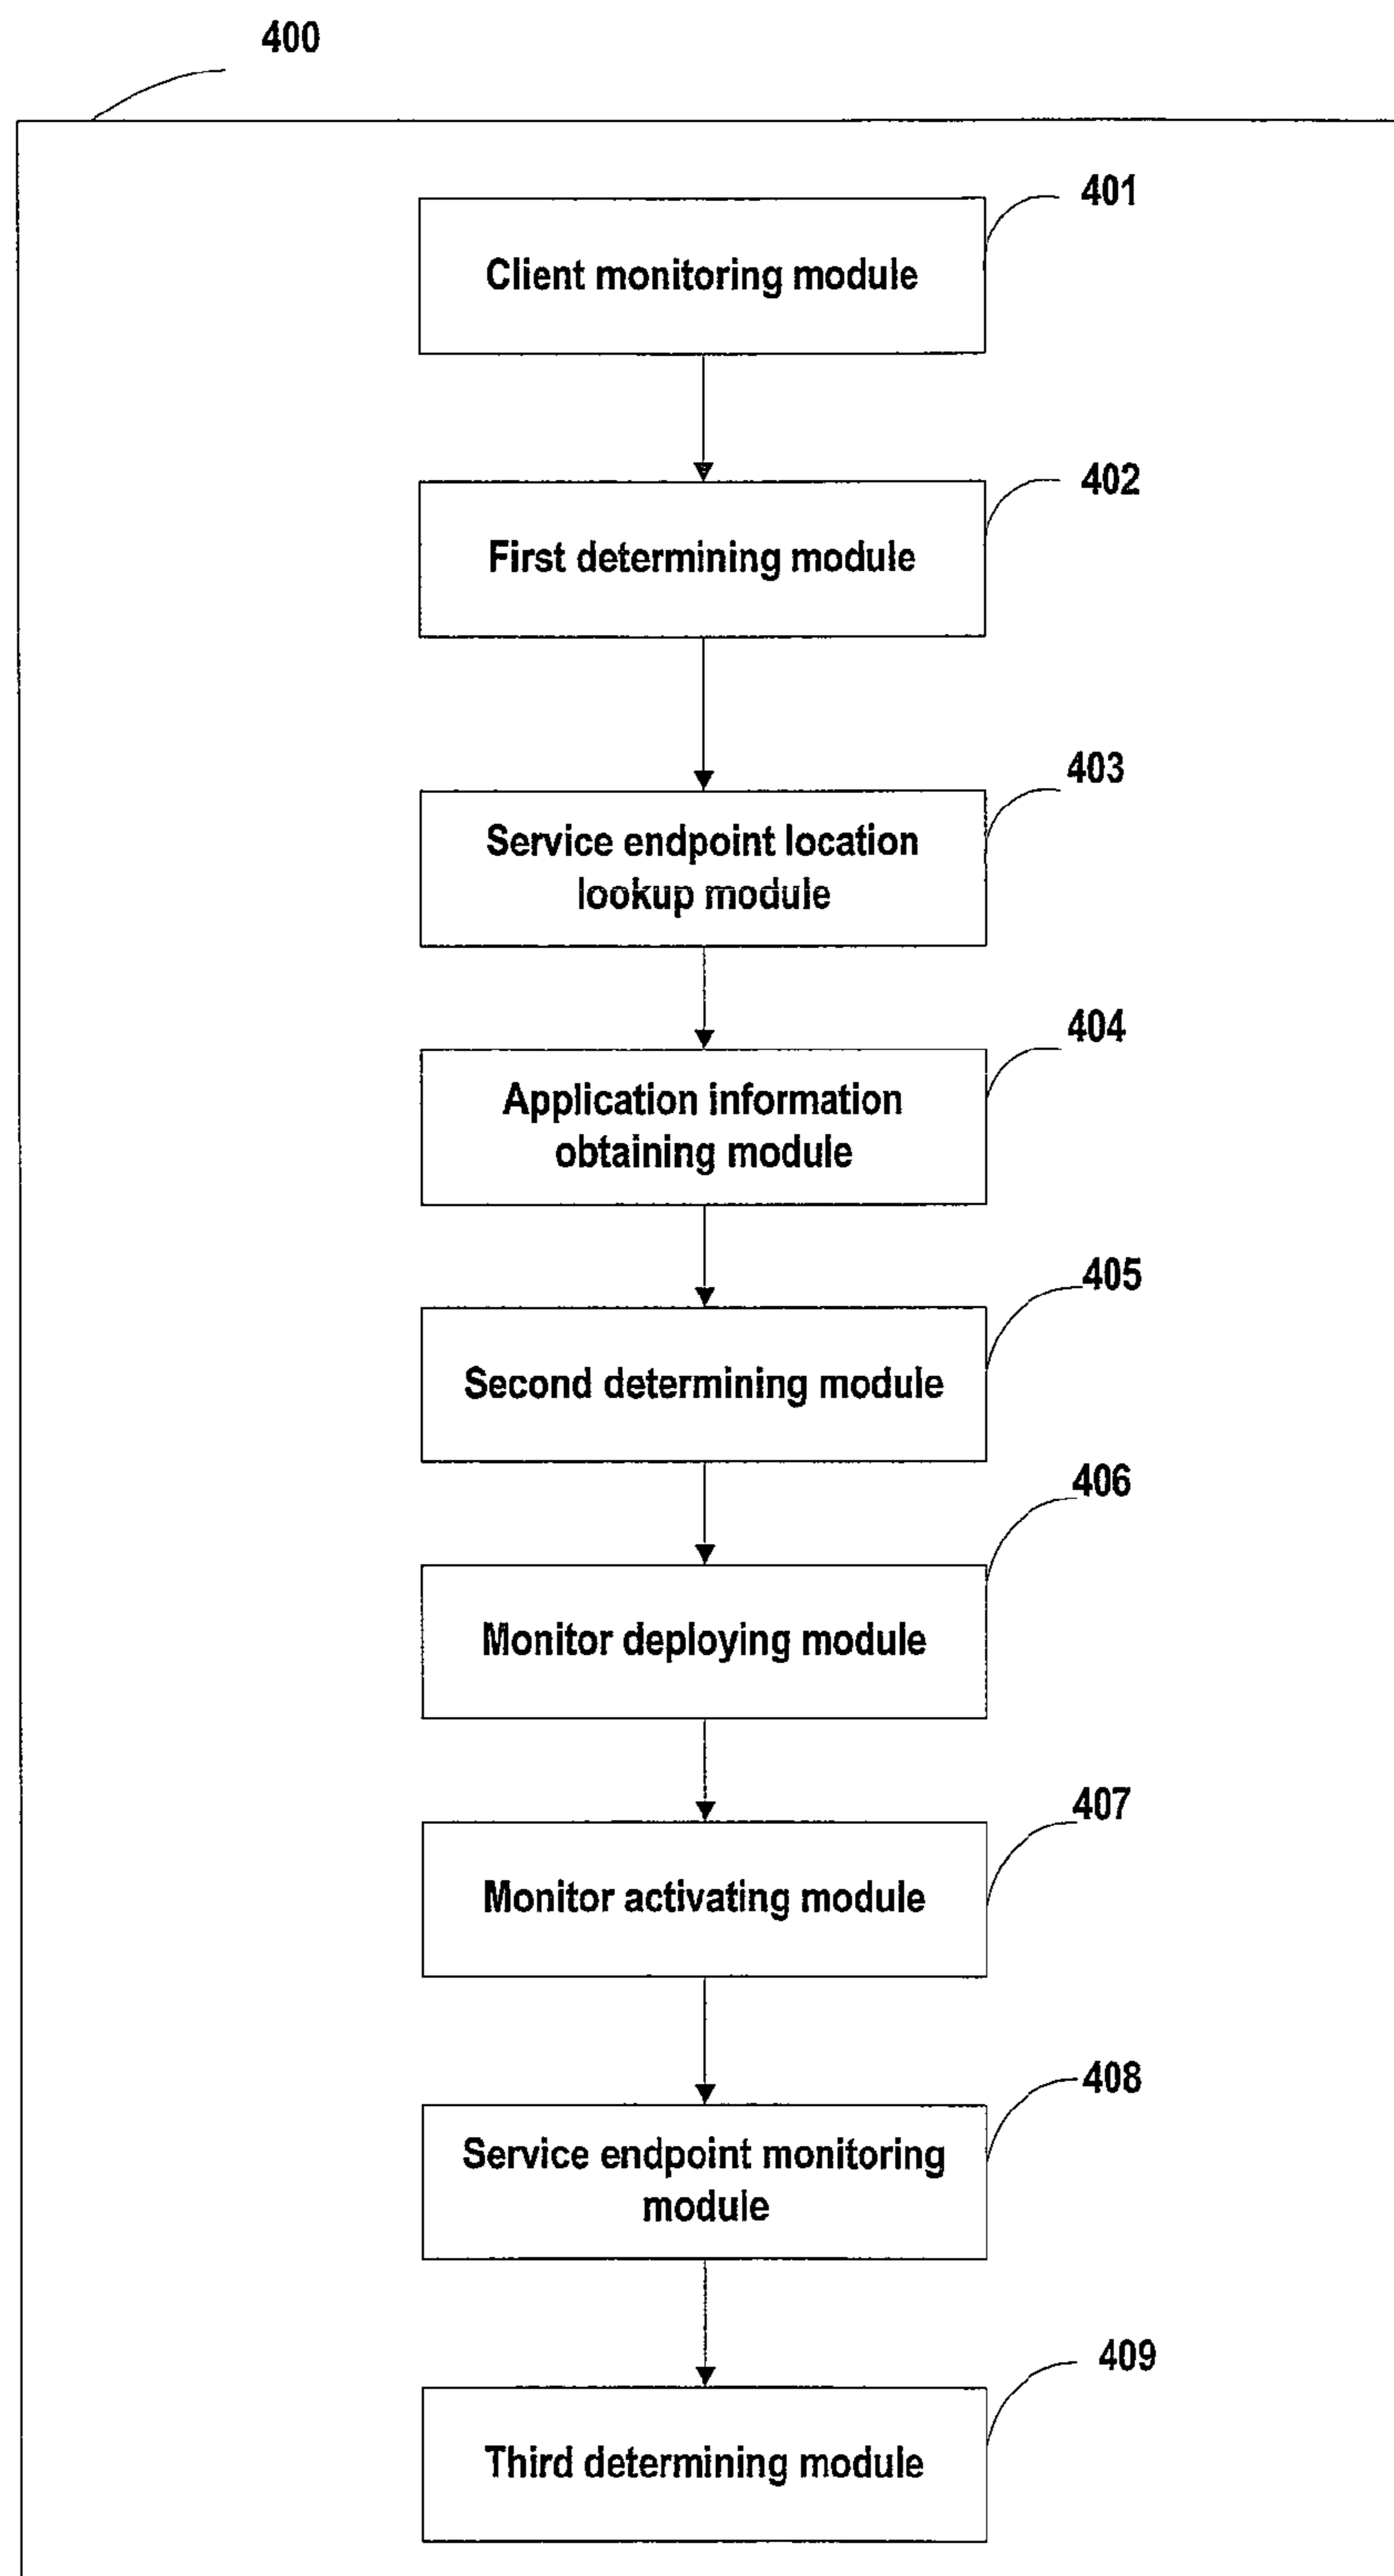 400
401
Client monitoring module
402
First determining module
403
Service endpoint location
lookup module
404
Application information
obtaining module
405
Second determining module
406
Monitor deploying module
407
Monitor activating module
408
Service endpoint monitoring
module
409
Third determining module